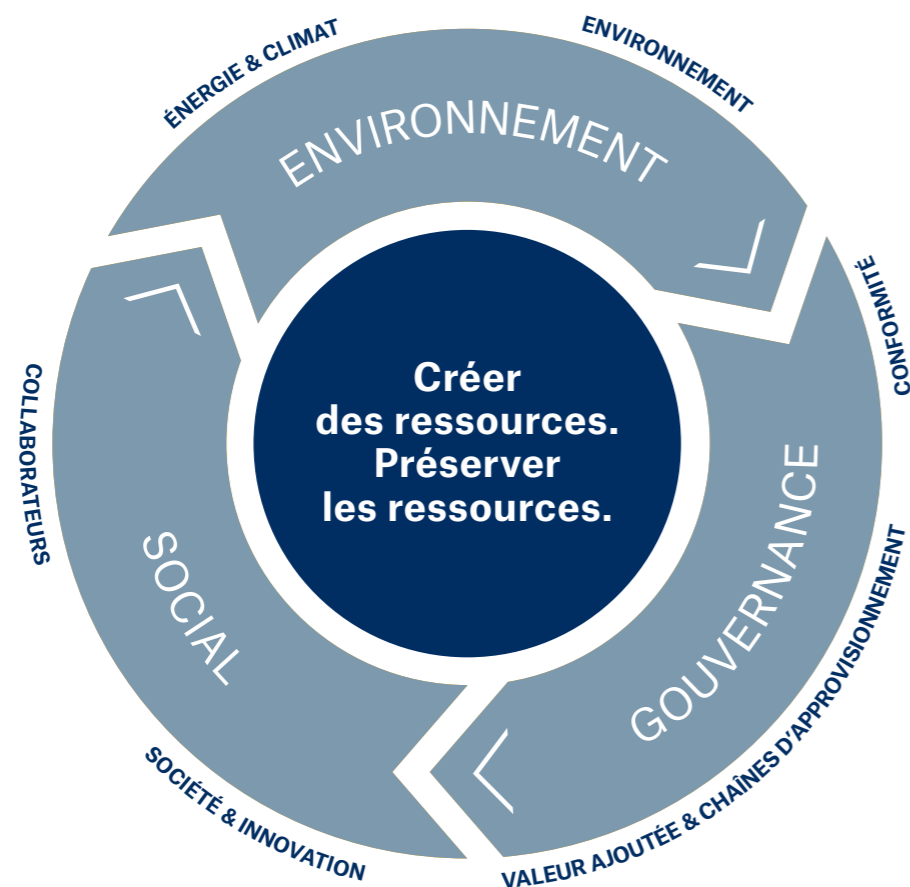 ÉNERGIE & CLIMAT
ENVIRONNEMENT
ENVIRONNEMENT
CONFORMITÉ
COLLABORATEURS
Créer
des ressources.
Préserver
les ressources.
SOCIAL
GOUVERNANCE
SOCIÉTÉ & INNOVATION
VALEUR AJOUTÉE & CHAÎNES D'APPROVISIONNEMENT